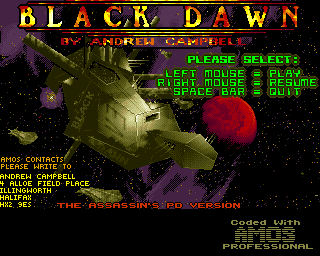 BLACK DAWN
BY ANDREW CAMPBELL
PLEASE SELECT:
LEFT MOUSE = PLAY
RIGHT MOUSE = RESUME
SPACE BAR = QUIT
AMOS CONTACTS
PLEASE WRITE TO
ANDREW CAMPBELL
4 ALLOE FIELD PLACE
ILLINGWORTH
HALIFAX
HX2 9ES
THE ASSASSIN'S PD VERSION
Coded With
AMOS
PROFESSIONAL